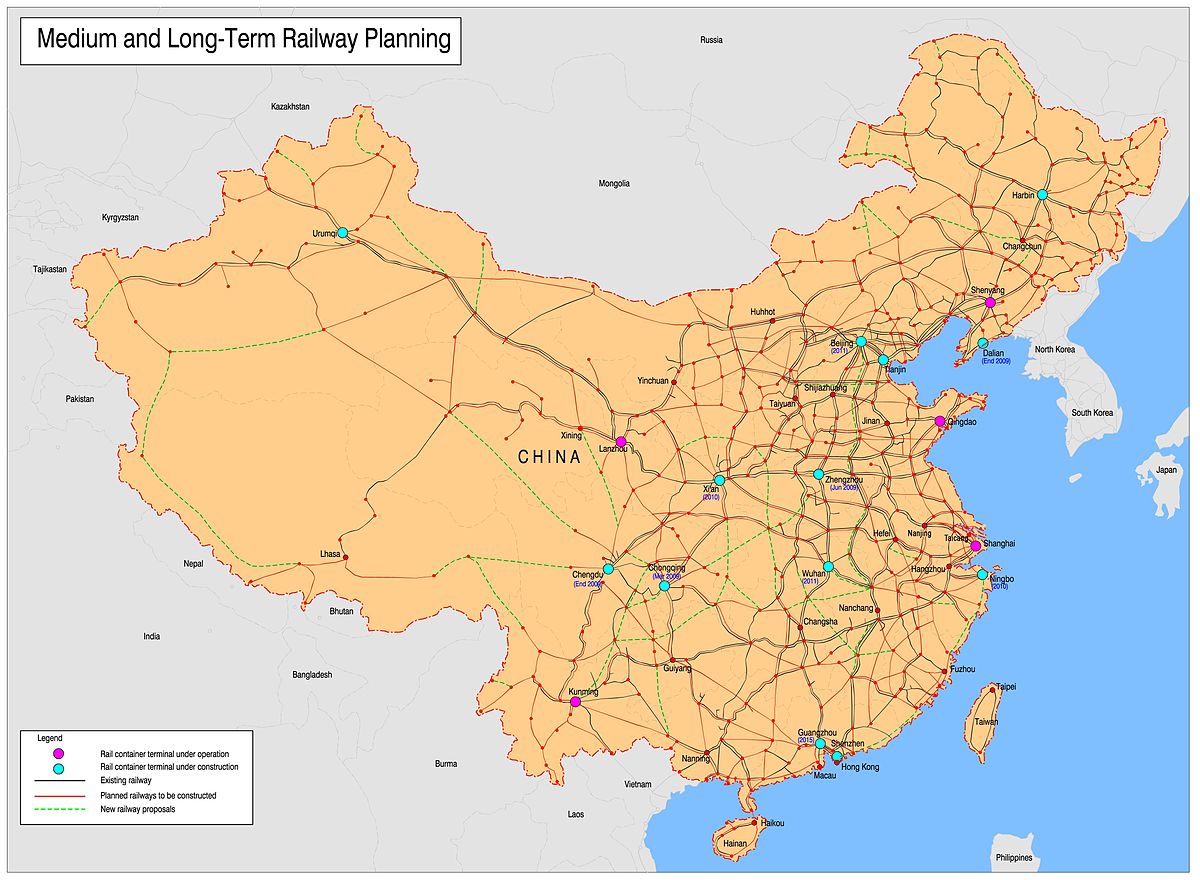 Medium and Long-Term Railway Planning
Russia
Kazakhstan
Mongolia
Harbin
Kyrgyzstan
Urumqi
Changchun
Tajikastan
Shenyang
Huhhot
Beijing
(2011)
Dalian
(End 2009)
North Korea
Tianjin
Yinchuan
Shijiazhuang
Pakistan
Taiyuan
South Korea
Jinan
Qingdao
Xining
Lanzhou
CHINA
Japan
Xi'an
(2010)
Zhengzhou
(Jun 2009)
Hefei
Nanjing
Taicang
Shanghai
Lhasa
Nepal
Chengdu
(End 2009)
Chongqing
(Mar 2009)
Wuhan
(2011)
Hangzhou
Ningbo
(2010)
Bhutan
Nanchang
Changsha
India
Guiyang
Fuzhou
Bangladesh
Kunming
Taipei
Taiwan
Guangzhou
(2015)
Shenzhen
Nanning
Hong Kong
Macau
Burma
Vietnam
Laos
Haikou
Hainan
Philippines
Legend
Rail container terminal under operation
Rail container terminal under construction
Existing railway
Planned railways to be constructed
New railway proposals